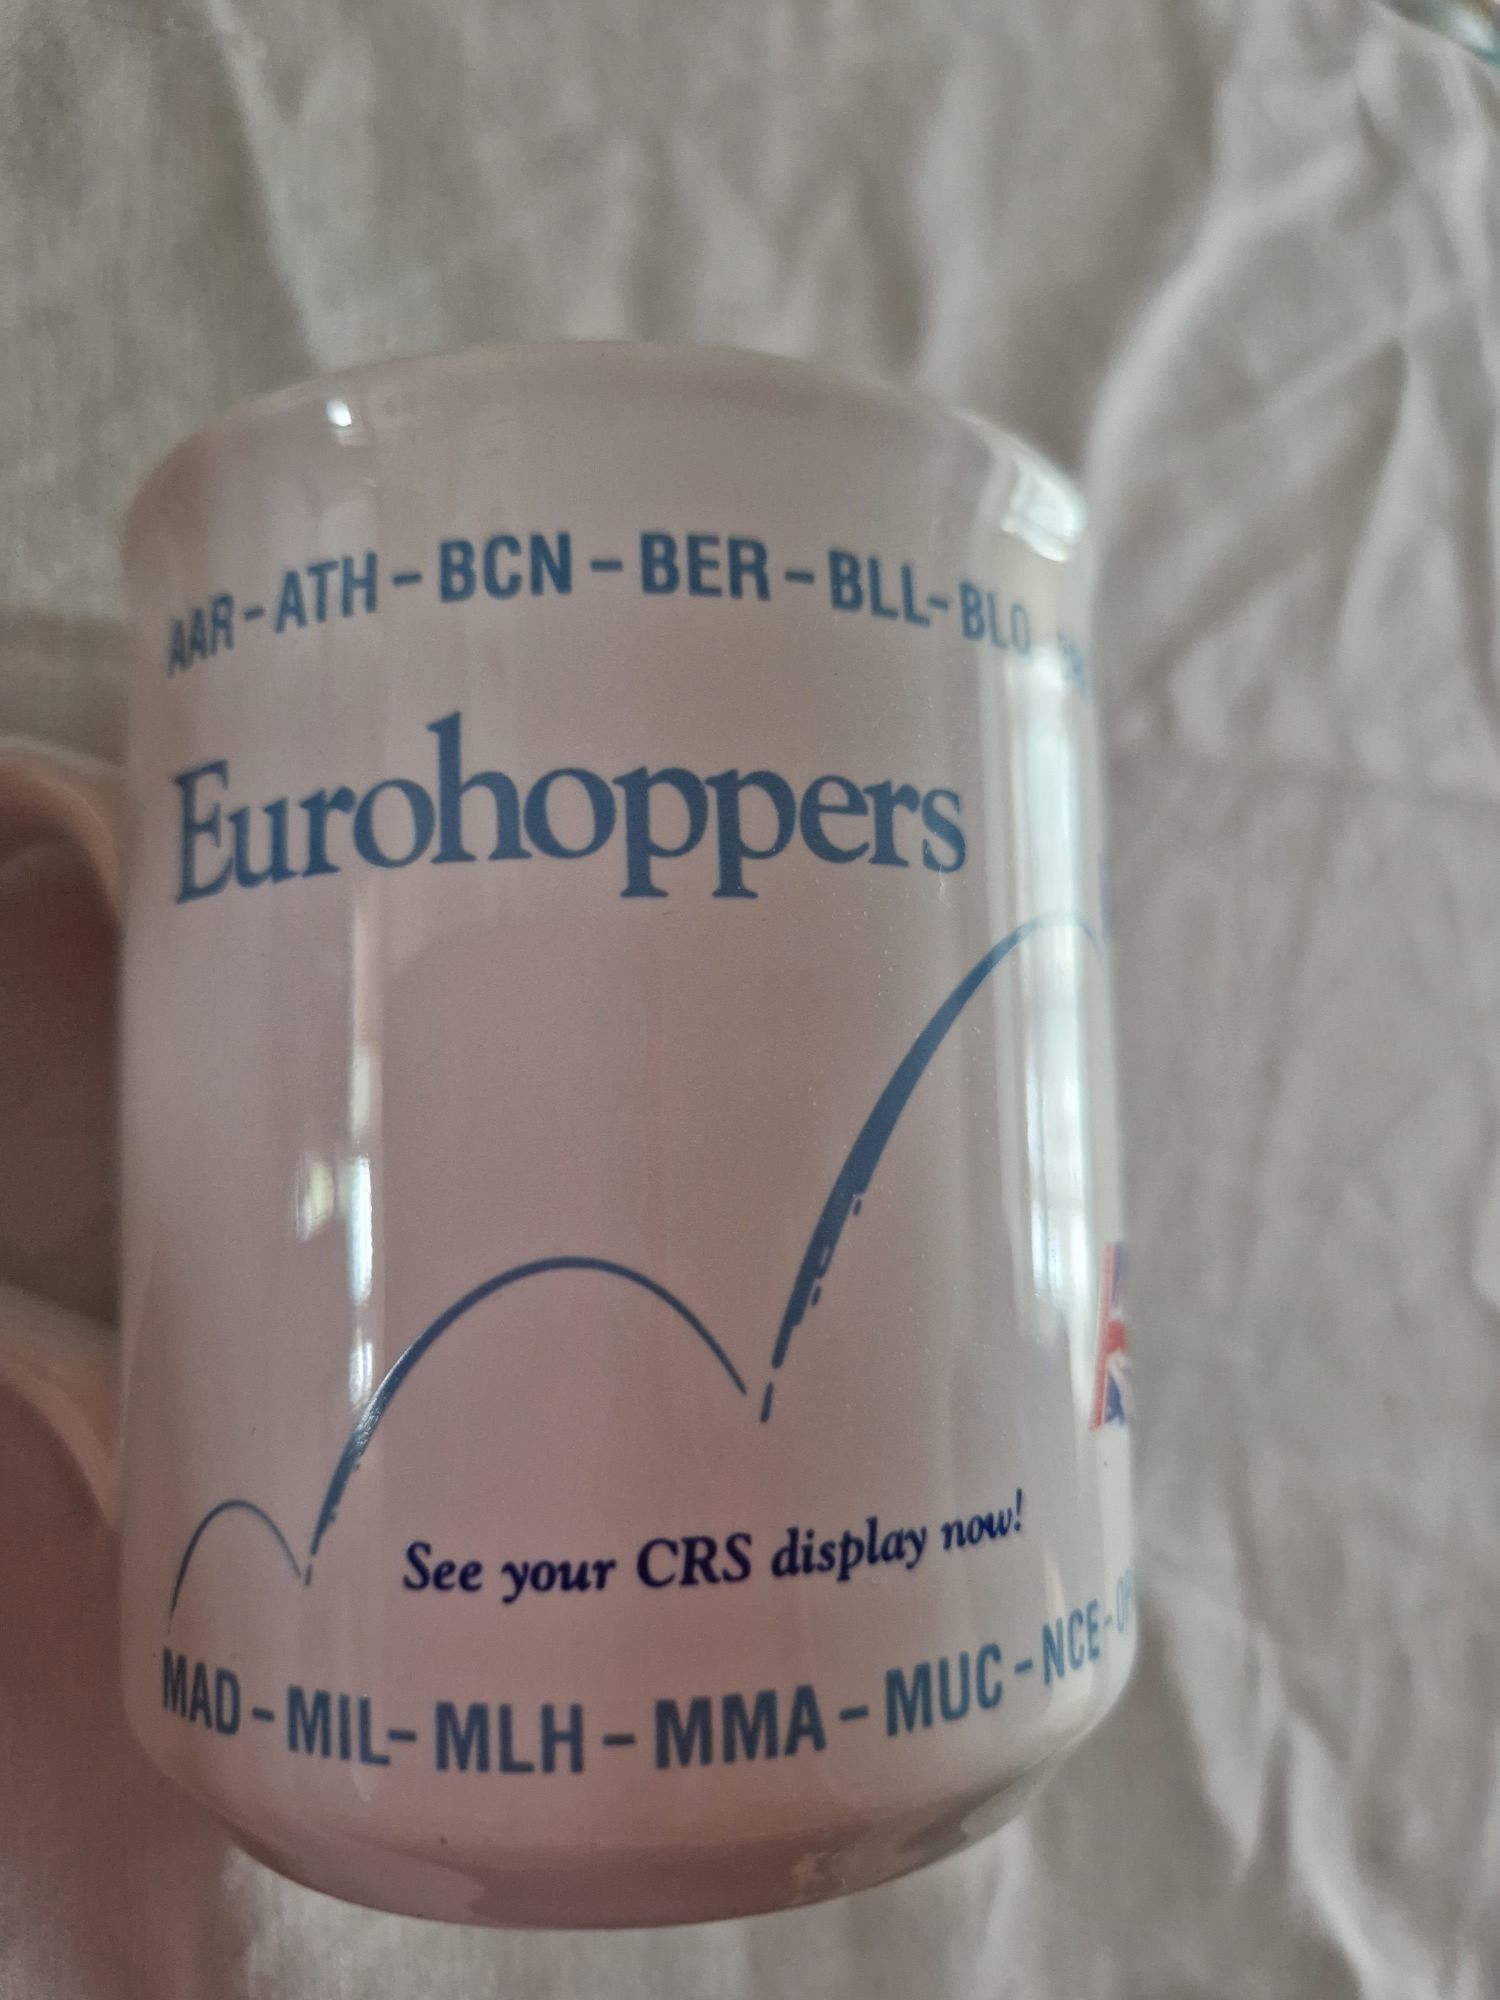 AAR-ATH-BCN-BER-BLL-BLO
Eurohoppers
See your CRS display now!
MAD-MIL-MLH-MMA-MUC-NCE-